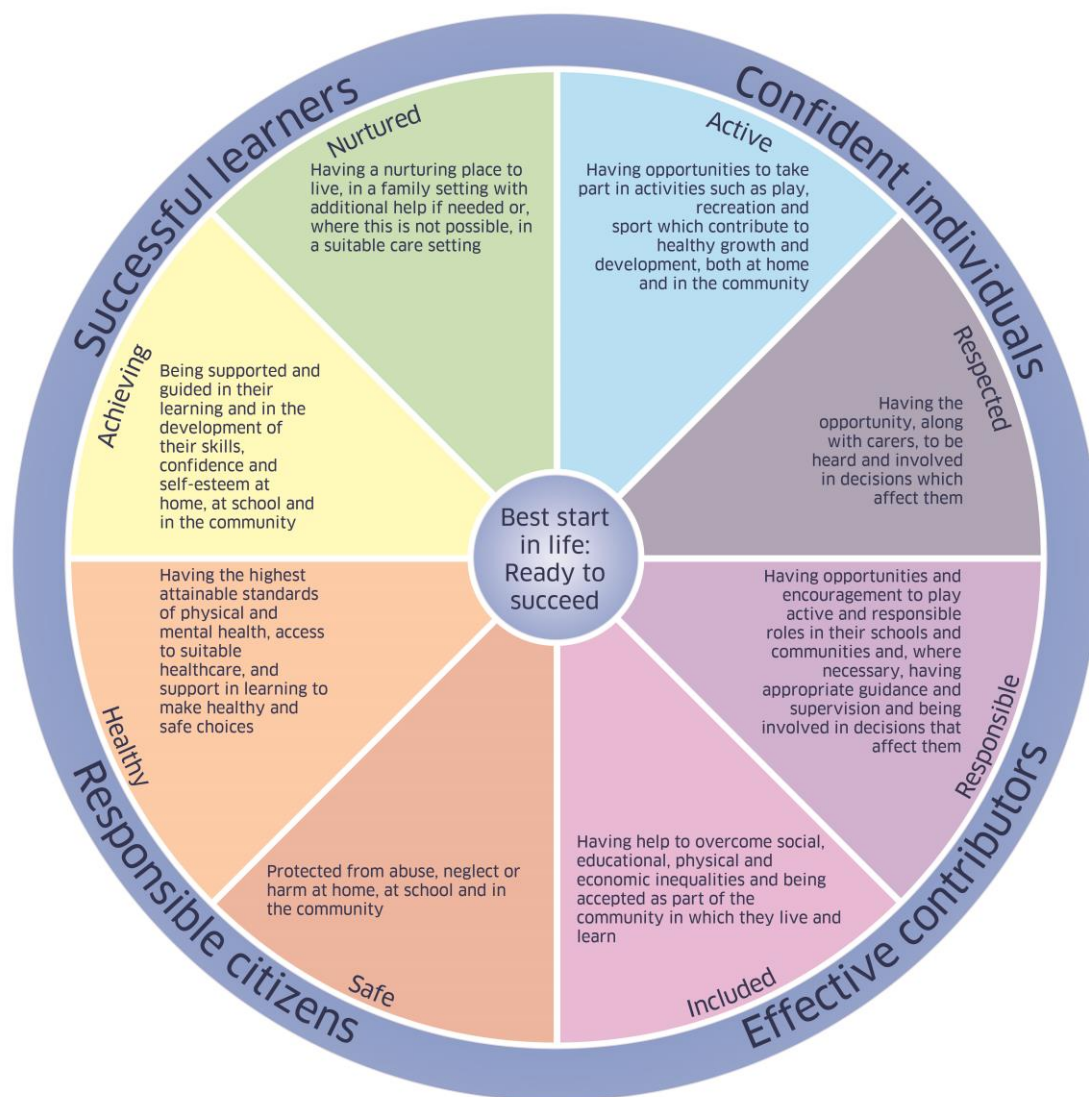 Successful learners
Confident individuals
Nurtured
Having a nurturing place to
live, in a family setting with
additional help if needed or,
where this is not possible, in
a suitable care setting
Active
Having opportunities to take
part in activities such as play,
recreation and
sport which contribute to
healthy growth and
development, both at home
and in the community
Achieving
Being supported and
guided in their
learning and in the
development of
their skills,
confidence and
self-esteem at
home, at school and
in the community
Respected
Having the
opportunity, along
with carers, to be
heard and involved
in decisions which
affect them
Best start
in life:
Ready to
succeed
Healthy
Having the highest
attainable standards
of physical and
mental health, access
to suitable
healthcare, and
support in learning to
make healthy and
safe choices
Responsible
Having opportunities and
encouragement to play
active and responsible
roles in their schools and
communities and, where
necessary, having
appropriate guidance and
supervision and being
involved in decisions that
affect them
Safe
Protected from abuse, neglect or
harm at home, at school and in
the community
Included
Having help to overcome social,
educational, physical and
economic inequalities and being
accepted as part of the
community in which they live and
learn
Responsible citizens
Effective contributors